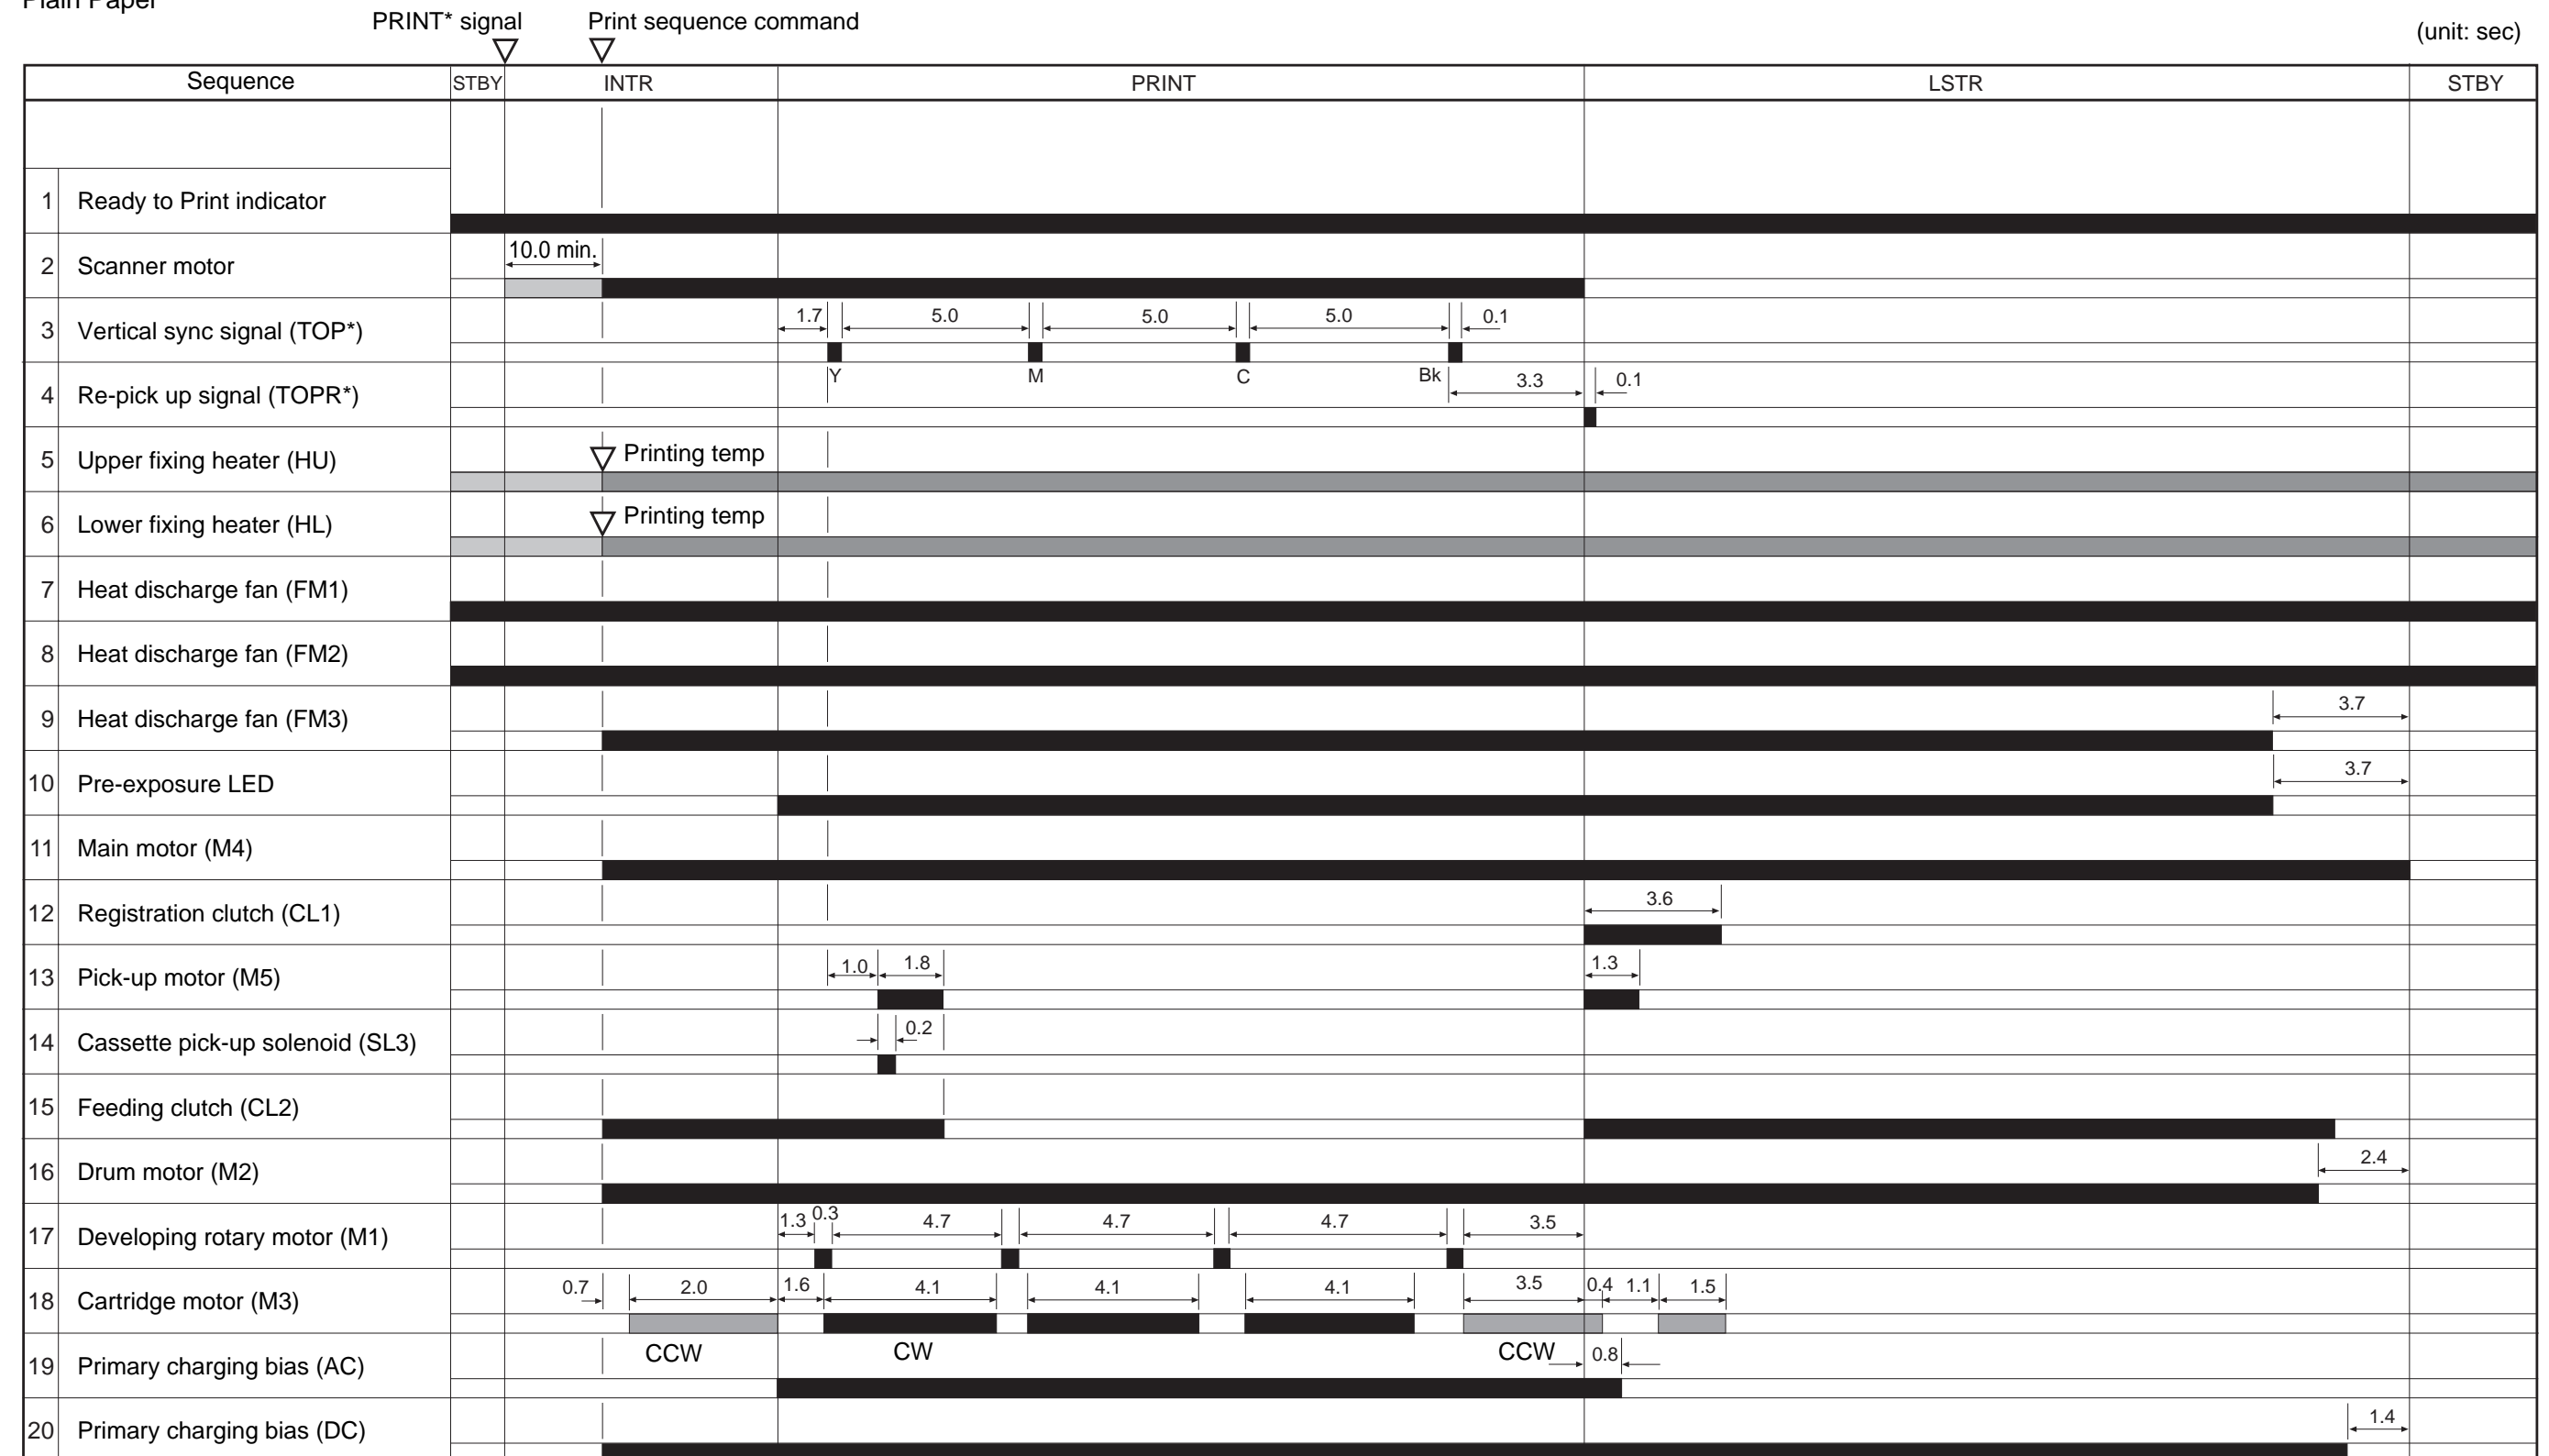 Plain Paper
PRINT* signal
Print sequence command
(unit: sec)
Sequence STBY INTR PRINT LSTR STBY
1 Ready to Print indicator
10.0 min.
2 Scanner motor
1.7 5.0 5.0 5.0 0.1
3 Vertical sync signal (TOP*)
Y M C Bk
3.3 0.1
4 Re-pick up signal (TOPR*)
5 Upper fixing heater (HU) Printing temp
6 Lower fixing heater (HL) Printing temp
7 Heat discharge fan (FM1)
8 Heat discharge fan (FM2)
9 Heat discharge fan (FM3) 3.7
10 Pre-exposure LED 3.7
11 Main motor (M4)
12 Registration clutch (CL1) 3.6
13 Pick-up motor (M5) 1.0 1.8 1.3
14 Cassette pick-up solenoid (SL3) 0.2
15 Feeding clutch (CL2)
16 Drum motor (M2) 2.4
17 Developing rotary motor (M1) 1.3 0.3 4.7 4.7 4.7 3.5
18 Cartridge motor (M3) 0.7 2.0 1.6 4.1 4.1 4.1 3.5 0.4 1.1 1.5
CCW CW CCW
19 Primary charging bias (AC) 0.8
20 Primary charging bias (DC) 1.4